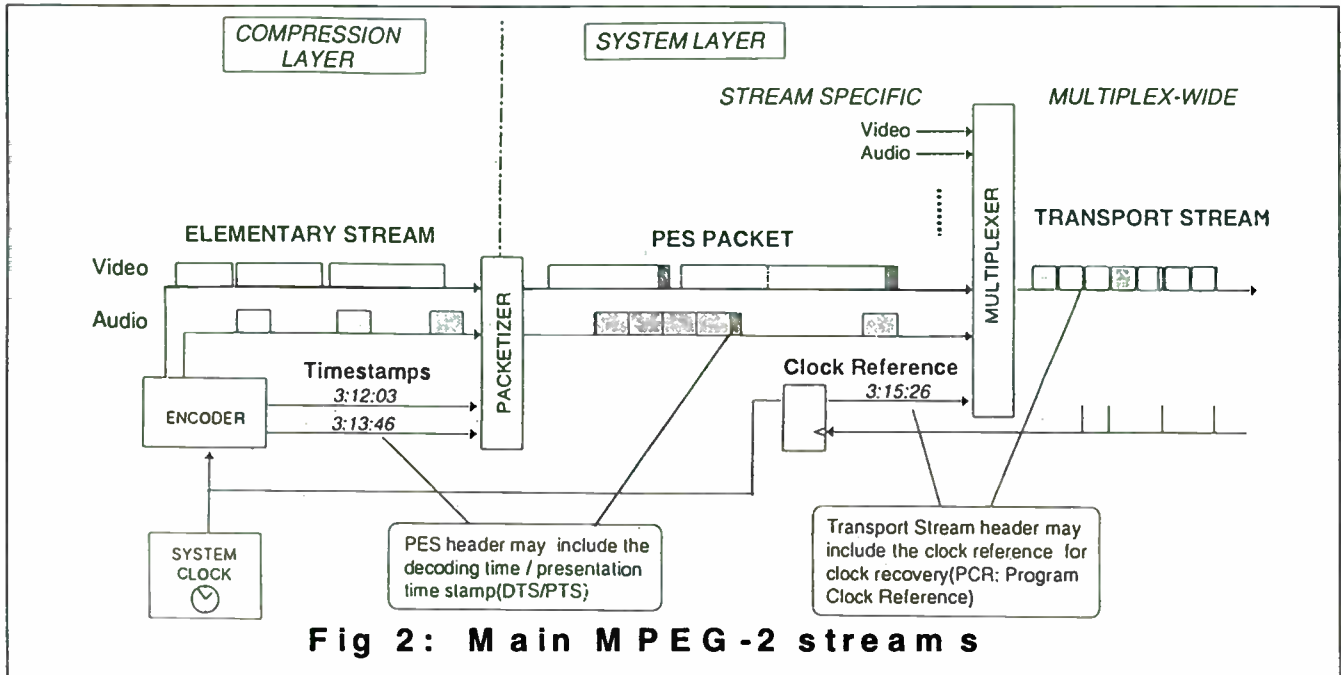 COMPRESSION
LAYER
SYSTEM LAYER
STREAM SPECIFIC
MULTIPLEX-WIDE
Video
Audio
MULTIPLEXER
TRANSPORT STREAM
ELEMENTARY STREAM
PES PACKET
Video
Audio
PACKETIZER
Timestamps
3:12:03
3:13:46
Clock Reference
3:15:26
ENCODER
SYSTEM
CLOCK
PES header may include the
decoding time / presentation
time stamp(DTS/PTS)
Transport Stream header may
include the clock reference for
clock recovery(PCR: Program
Clock Reference)
Fig 2: Main MPEG-2 streams